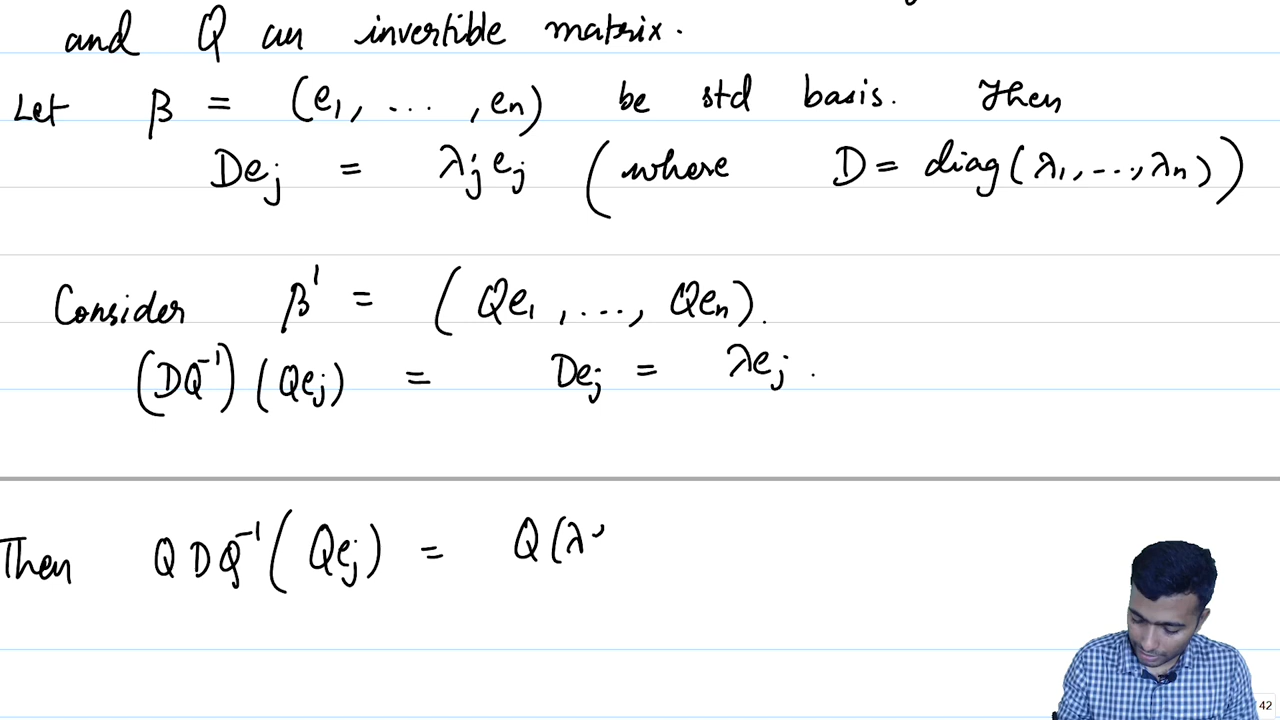 and Q an invertible matrix.
Let β = (e₁, ... , eₙ) be std basis. Then
Deⱼ = λⱼeⱼ (where D = diag(λ₁, ..., λₙ))
Consider β' = (Qe₁, ..., Qeₙ).
(DQ⁻¹)(Qeⱼ) = Deⱼ = λeⱼ.
Then QDQ⁻¹(Qeⱼ) = Q(λ
42